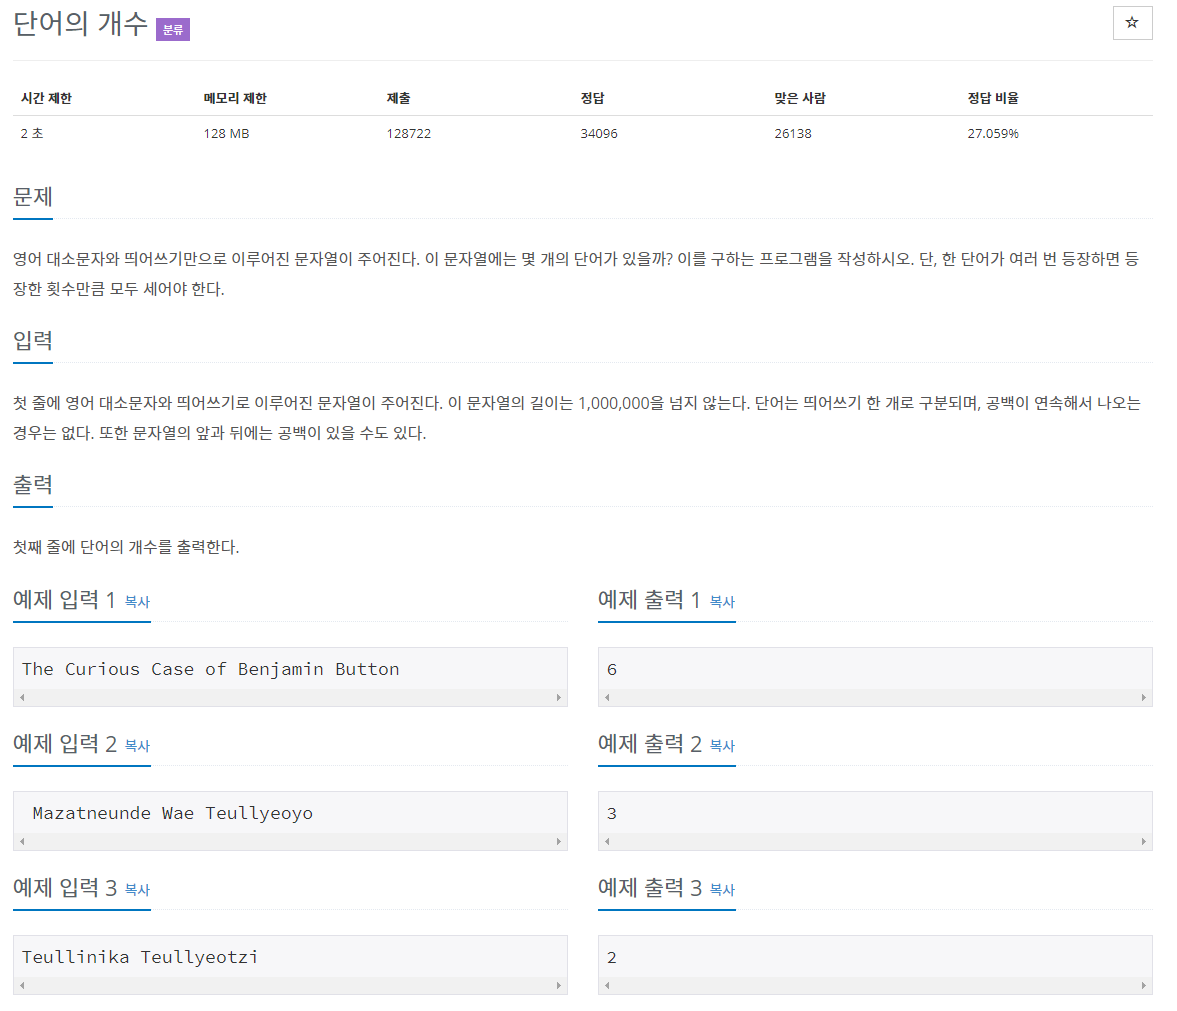 단어의 개수 분류
☆
시간 제한 메모리 제한 제출 정답 맞은 사람 정답 비율
2 초 128 MB 128722 34096 26138 27.059%
문제
영어 대소문자와 띄어쓰기만으로 이루어진 문자열이 주어진다. 이 문자열에는 몇 개의 단어가 있을까? 이를 구하는 프로그램을 작성하시오. 단, 한 단어가 여러 번 등장하면 등
장한 횟수만큼 모두 세어야 한다.
입력
첫 줄에 영어 대소문자와 띄어쓰기로 이루어진 문자열이 주어진다. 이 문자열의 길이는 1,000,000을 넘지 않는다. 단어는 띄어쓰기 한 개로 구분되며, 공백이 연속해서 나오는
경우는 없다. 또한 문자열의 앞과 뒤에는 공백이 있을 수도 있다.
출력
첫째 줄에 단어의 개수를 출력한다.
예제 입력 1 복사
The Curious Case of Benjamin Button
예제 출력 1 복사
6
예제 입력 2 복사
 Mazatneunde Wae Teullyeoyo
예제 출력 2 복사
3
예제 입력 3 복사
Teullinika Teullyeotzi
예제 출력 3 복사
2